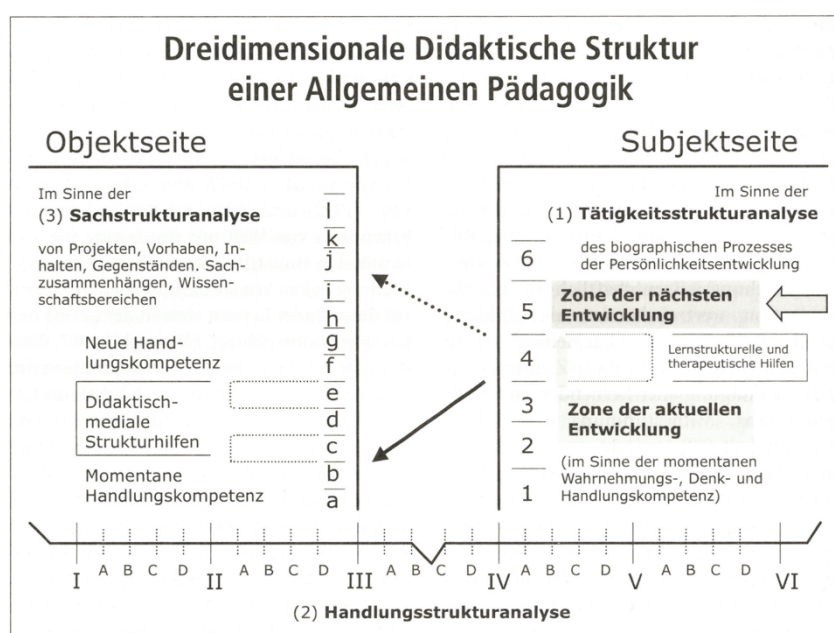 Dreidimensionale Didaktische Struktur
einer Allgemeinen Pädagogik
Objektseite
Im Sinne der
(3) Sachstrukturanalyse
von Projekten, Vorhaben, In-
halten, Gegenständen. Sach-
zusammenhängen, Wissen-
schaftsbereichen
Neue Hand-
lungskompetenz
Didaktisch-
mediale
Strukturhilfen
Momentane
Handlungskompetenz
l
k
j
i
h
g
f
e
d
c
b
a
Subjektseite
Im Sinne der
(1) Tätigkeitsstrukturanalyse
des biographischen Prozesses
der Persönlichkeitsentwicklung
Zone der nächsten
Entwicklung
Lernstrukturelle und
therapeutische Hilfen
Zone der aktuellen
Entwicklung
(im Sinne der momentanen
Wahrnehmungs-, Denk- und
Handlungskompetenz)
6
5
4
3
2
1
I A B C D II A B C D III A B C D IV A B C D V A B C D VI
(2) Handlungsstrukturanalyse